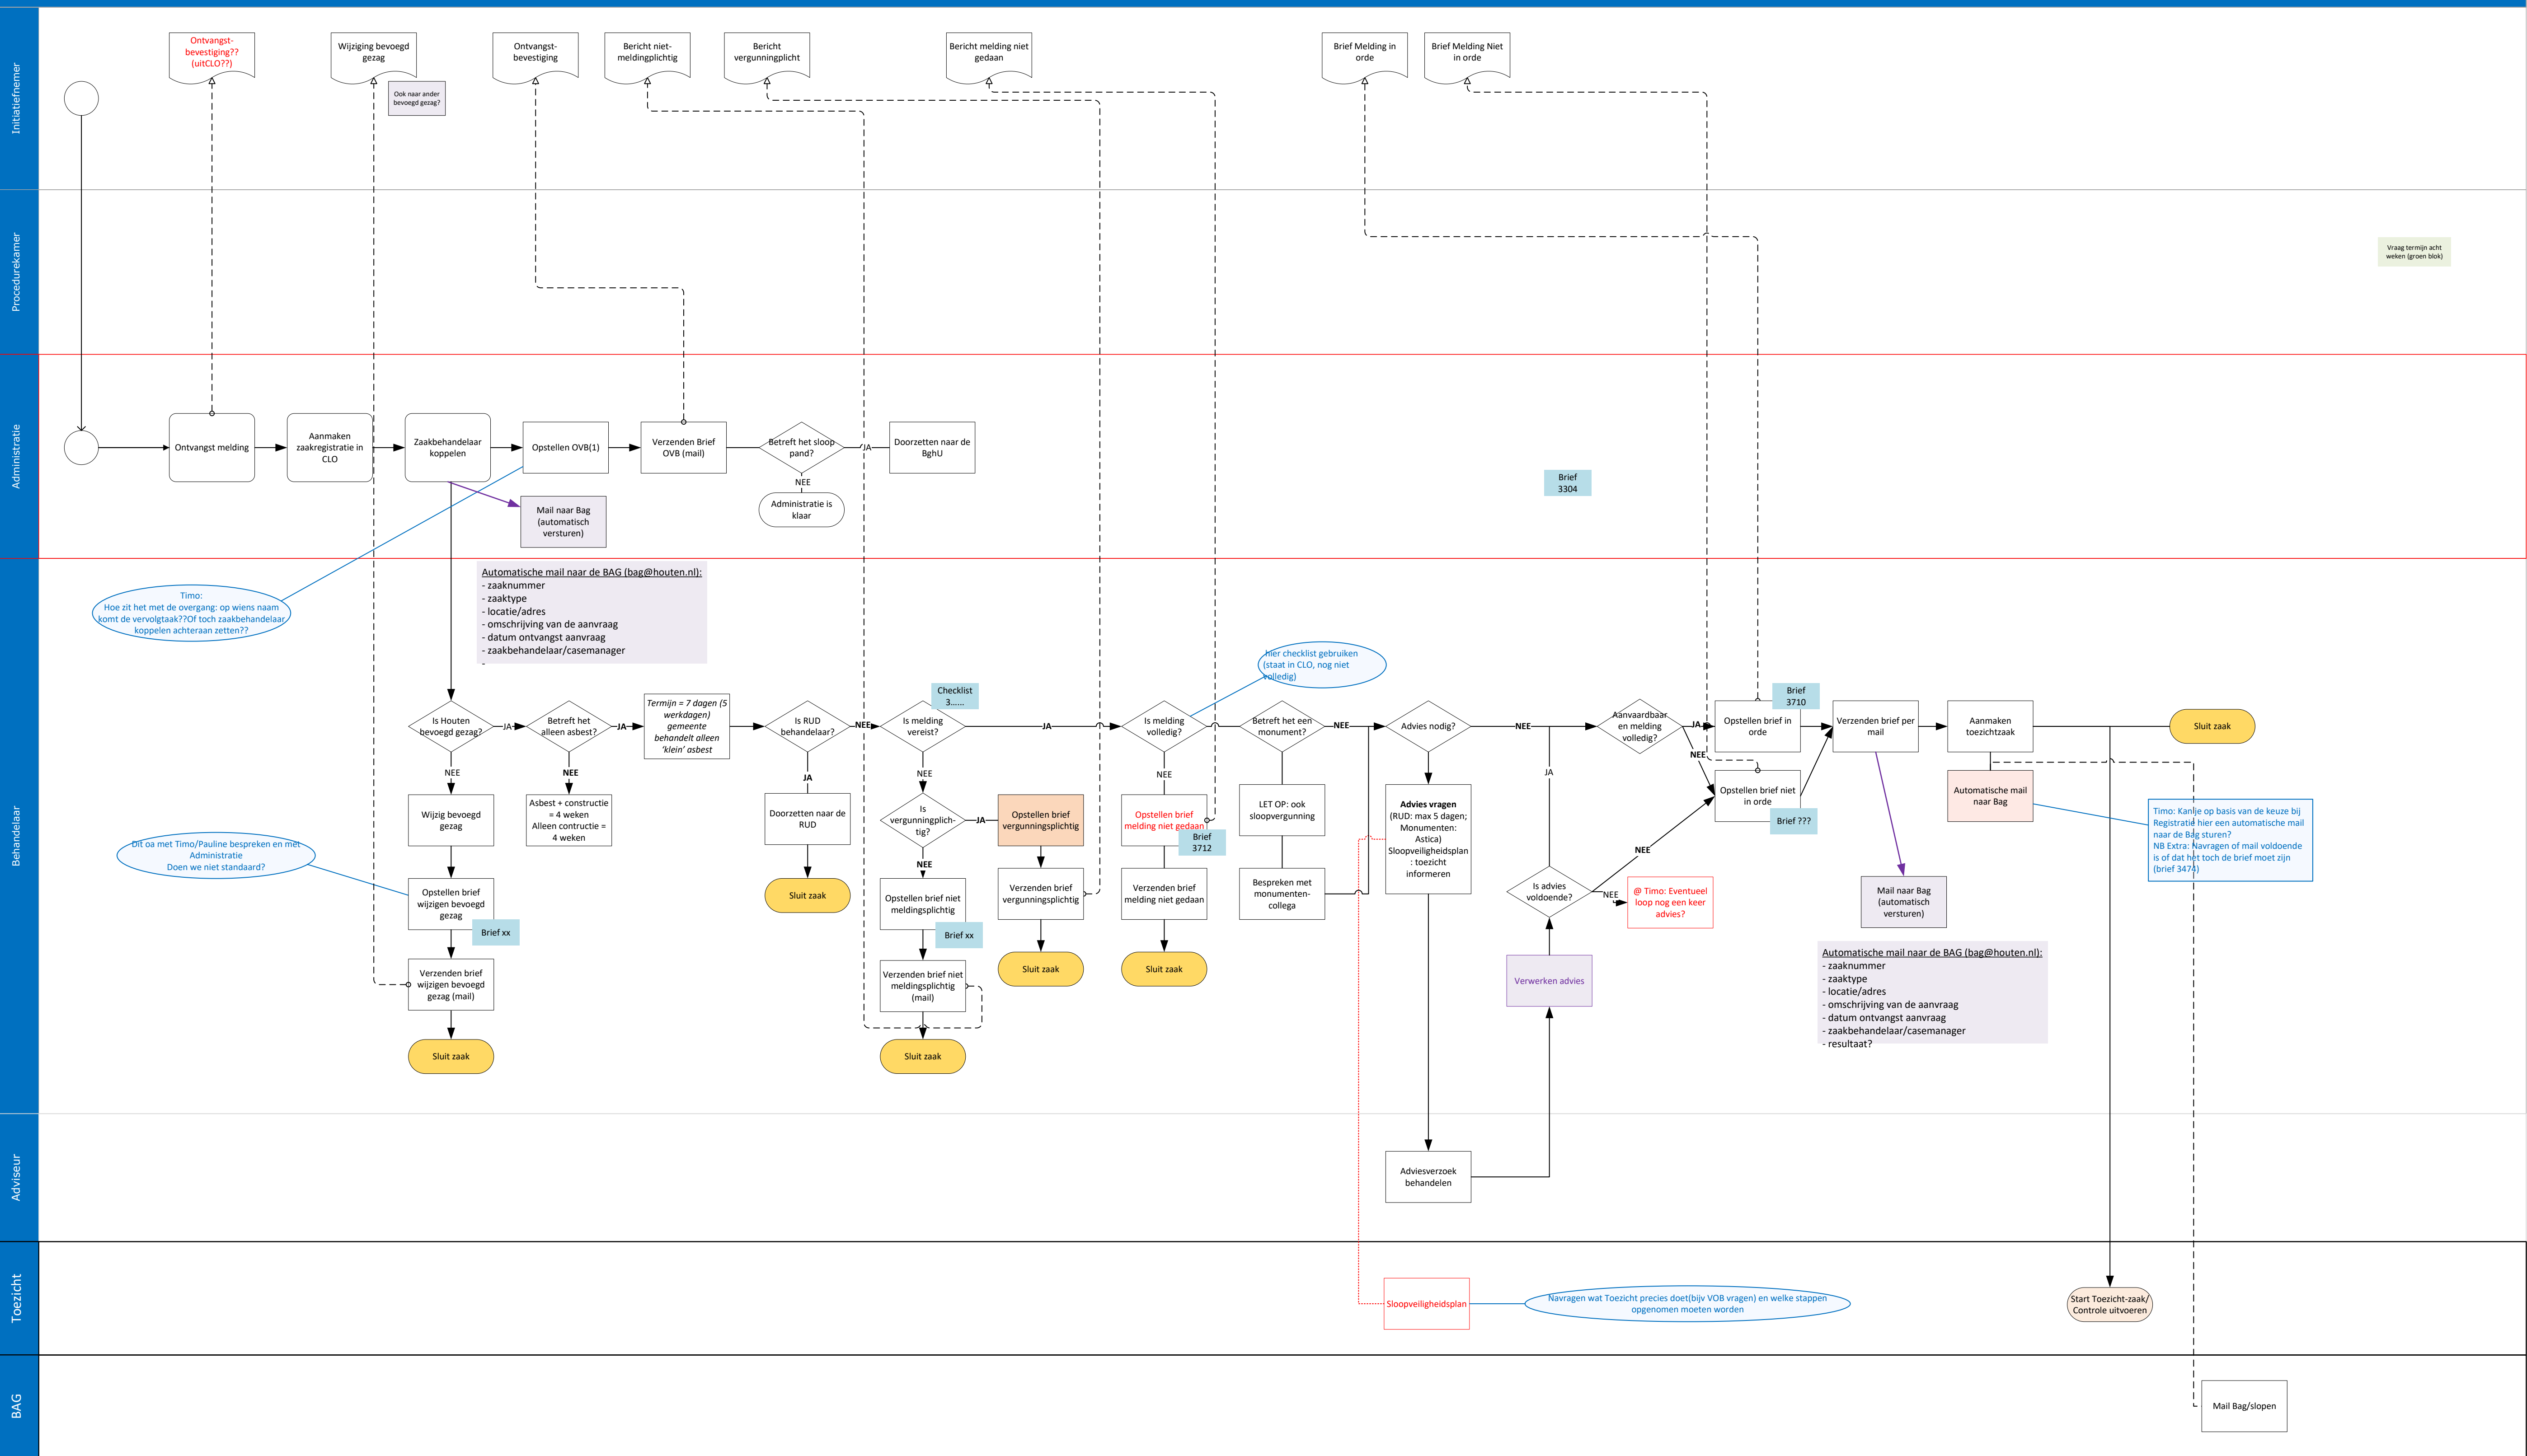 Initiatiefnemer
Ontvangst-
bevestiging??
(uitCLO??)
Wijziging bevoegd
gezag
Ook naar ander
bevoegd gezag?
Ontvangst-
bevestiging
Bericht niet-
meldingplichtig
Bericht
vergunningplicht
Bericht melding niet
gedaan
Brief Melding in
orde
Brief Melding Niet
in orde
Procedurekamer
Vraag termijn acht
weken (groen blok)
Administratie
Ontvangst melding
Aanmaken
zaakregistratie in
CLO
Zaakbehandelaar
koppelen
Opstellen OVB(1)
Verzenden Brief
OVB (mail)
Betreft het sloop
pand?
JA
Doorzetten naar de
BghU
NEE
Administratie is
klaar
Mail naar Bag
(automatisch
versturen)
Brief
3304
Behandelaar
Timo:
Hoe zit het met de overgang: op wiens naam
komt de vervolgtaak??Of toch zaakbehandelaar
koppelen achteraan zetten??
Automatische mail naar de BAG (bag@houten.nl):
- zaaknummer
- zaaktype
- locatie/adres
- omschrijving van de aanvraag
- datum ontvangst aanvraag
- zaakbehandelaar/casemanager
-
hier checklist gebruiken
(staat in CLO, nog niet
volledig)
Is Houten
bevoegd gezag?
JA
Betreft het
alleen asbest?
JA
Termijn = 7 dagen (5
werkdagen)
gemeente
behandelt alleen
‘klein’ asbest
Is RUD
behandelaar?
NEE
Checklist
3......
Is melding
vereist?
JA
Is melding
volledig?
Betreft het een
monument?
NEE
Advies nodig?
NEE
Aanvaardbaar
en melding
volledig?
JA
NEE
Opstellen brief in
orde
Brief
3710
Verzenden brief per
mail
Aanmaken
toezichtzaak
Sluit zaak
NEE
Wijzig bevoegd
gezag
NEE
Asbest + constructie
= 4 weken
Alleen contructie =
4 weken
JA
Doorzetten naar de
RUD
Sluit zaak
NEE
Is
vergunningplich-
tig?
JA
Opstellen brief
vergunningsplichtig
NEE
Opstellen brief
melding niet gedaan
Brief
3712
LET OP: ook
sloopvergunning
Advies vragen
(RUD: max 5 dagen;
Monumenten:
Astica)
Sloopveiligheidsplan
: toezicht
informeren
JA
Opstellen brief niet
in orde
Brief ???
Automatische mail
naar Bag
Timo: Kan je op basis van de keuze bij
Registratie hier een automatische mail
naar de Bag sturen?
NB Extra: Navragen of mail voldoende
is of dat het toch de brief moet zijn
(brief 3474)
Dit oa met Timo/Pauline bespreken en met
Administratie
Doen we niet standaard?
Opstellen brief
wijzigen bevoegd
gezag
Brief xx
NEE
Opstellen brief niet
meldingsplichtig
Brief xx
Verzenden brief
vergunningsplichtig
Verzenden brief
melding niet gedaan
Bespreken met
monumenten-
collega
Is advies
voldoende?
NEE
NEE
@ Timo: Eventueel
loop nog een keer
advies?
Mail naar Bag
(automatisch
versturen)
Verzenden brief
wijzigen bevoegd
gezag (mail)
Verzenden brief niet
meldingsplichtig
(mail)
Sluit zaak
Sluit zaak
Verwerken advies
Automatische mail naar de BAG (bag@houten.nl):
- zaaknummer
- zaaktype
- locatie/adres
- omschrijving van de aanvraag
- datum ontvangst aanvraag
- zaakbehandelaar/casemanager
- resultaat?
Sluit zaak
Sluit zaak
Adviseur
Adviesverzoek
behandelen
Toezicht
Sloopveiligheidsplan
Navragen wat Toezicht precies doet(bijv VOB vragen) en welke stappen
opgenomen moeten worden
Start Toezicht-zaak/
Controle uitvoeren
BAG
Mail Bag/slopen